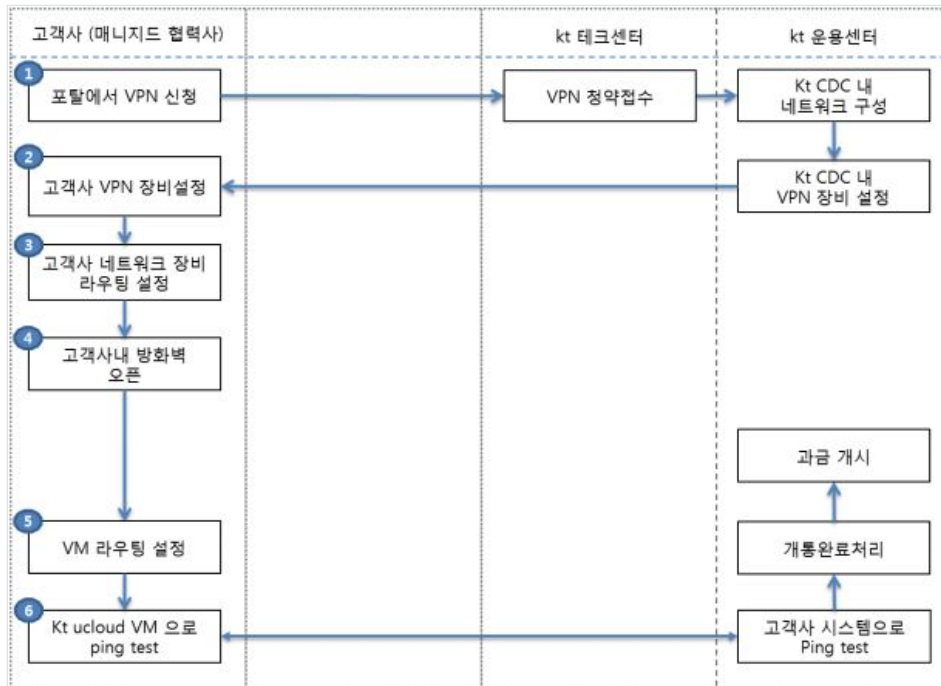 고객사 (매니지드 협력사)
kt 테크센터
kt 운용센터
1
포탈에서 VPN 신청
VPN 청약접수
Kt CDC 내
네트워크 구성
2
고객사 VPN 장비설정
Kt CDC 내
VPN 장비 설정
3
고객사 네트워크 장비
라우팅 설정
4
고객사내 방화벽
오픈
과금 개시
5
VM 라우팅 설정
개통완료처리
6
Kt ucloud VM 으로
ping test
고객사 시스템으로
Ping test